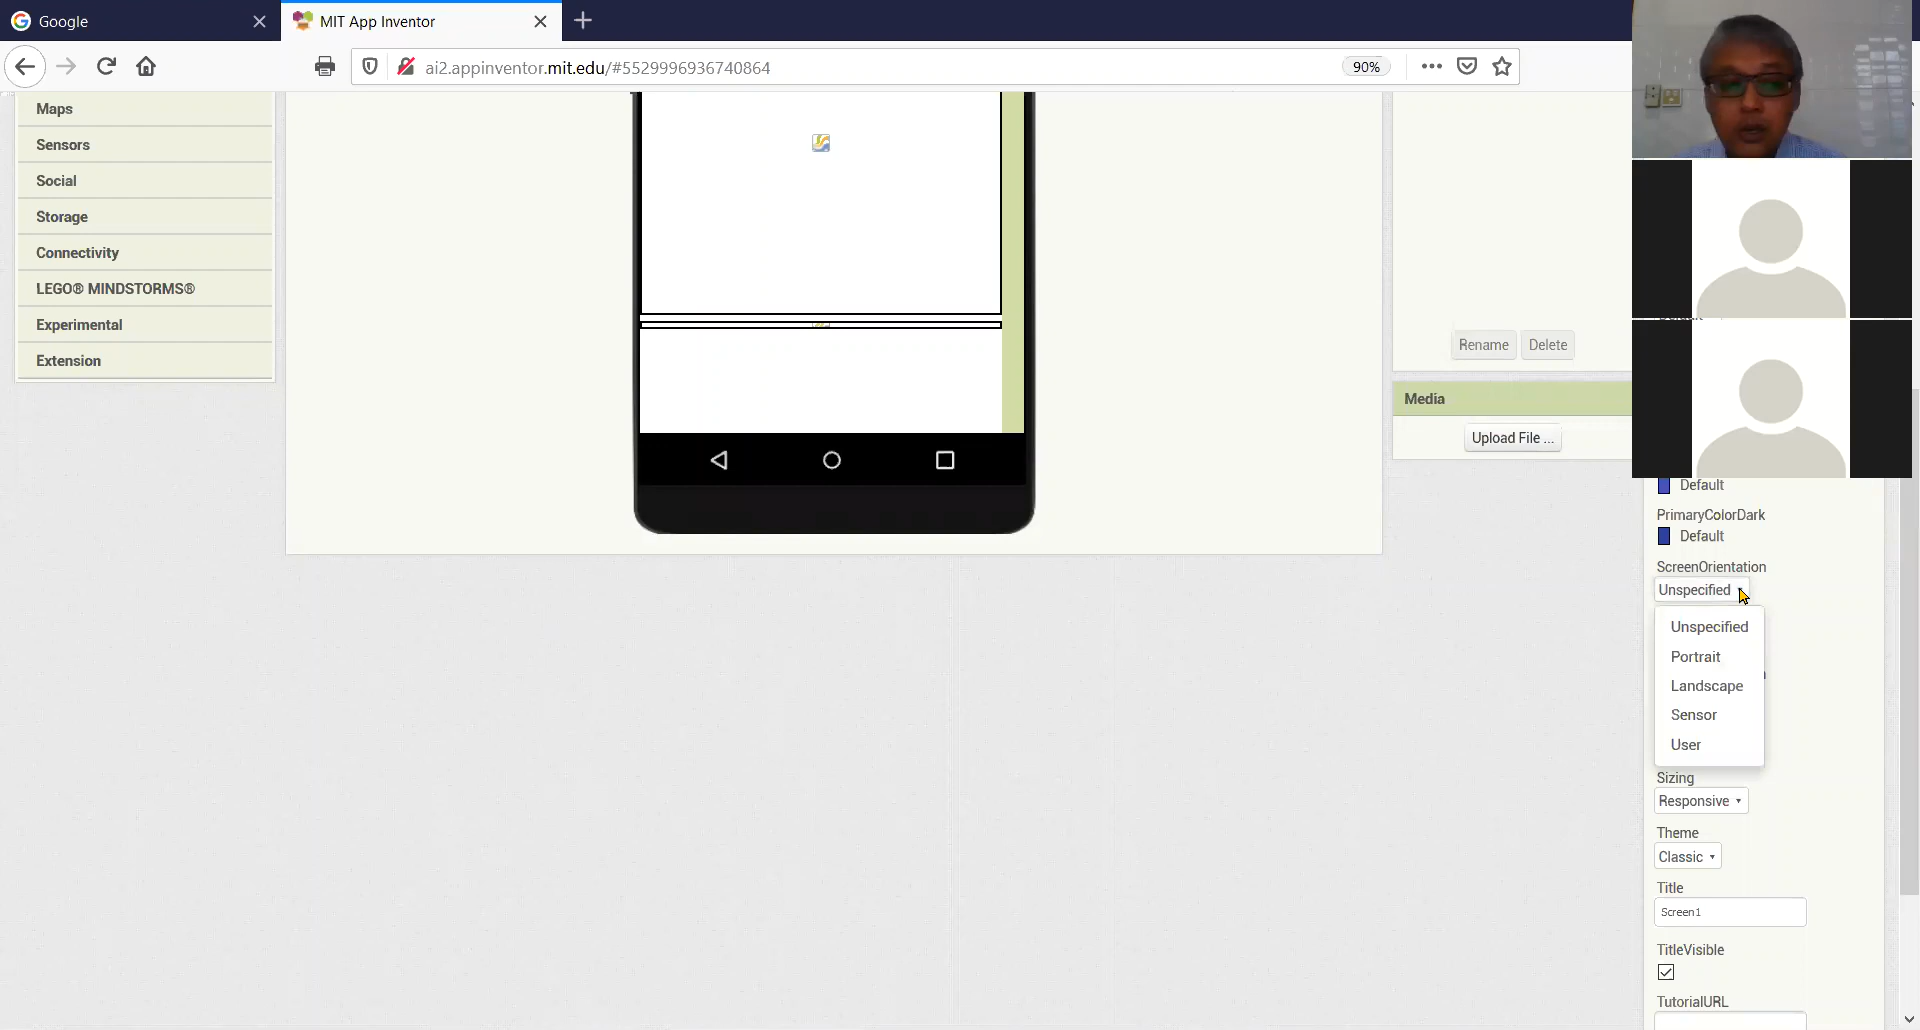 Google
MIT App Inventor
ai2.appinventor.mit.edu/#5529996936740864
90%
Maps
Sensors
Social
Storage
Connectivity
LEGO® MINDSTORMS®
Experimental
Extension
Rename
Delete
Media
Upload File ...
Default
PrimaryColorDark
Default
ScreenOrientation
Unspecified
Unspecified
Portrait
Landscape
Sensor
User
Sizing
Responsive
Theme
Classic
Title
Screen1
TitleVisible
TutorialURL